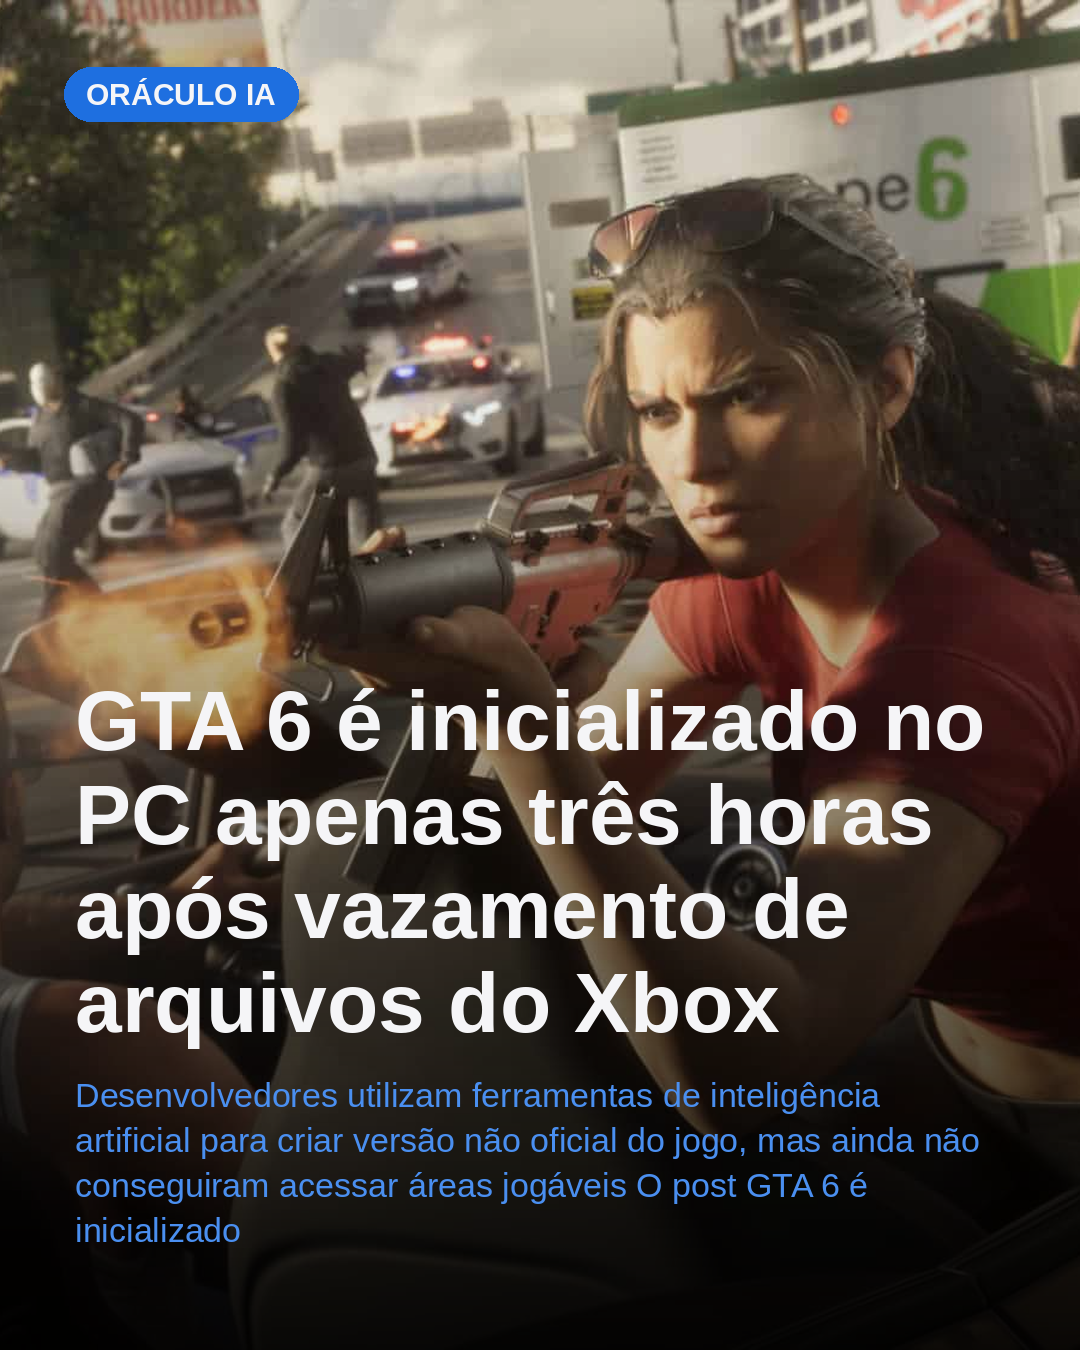 O BORDERS
ORÁCULO IA
pe6
GTA 6 é inicializado no
PC apenas três horas
após vazamento de
arquivos do Xbox
Desenvolvedores utilizam ferramentas de inteligência
artificial para criar versão não oficial do jogo, mas ainda não
conseguiram acessar áreas jogáveis O post GTA 6 é
inicializado